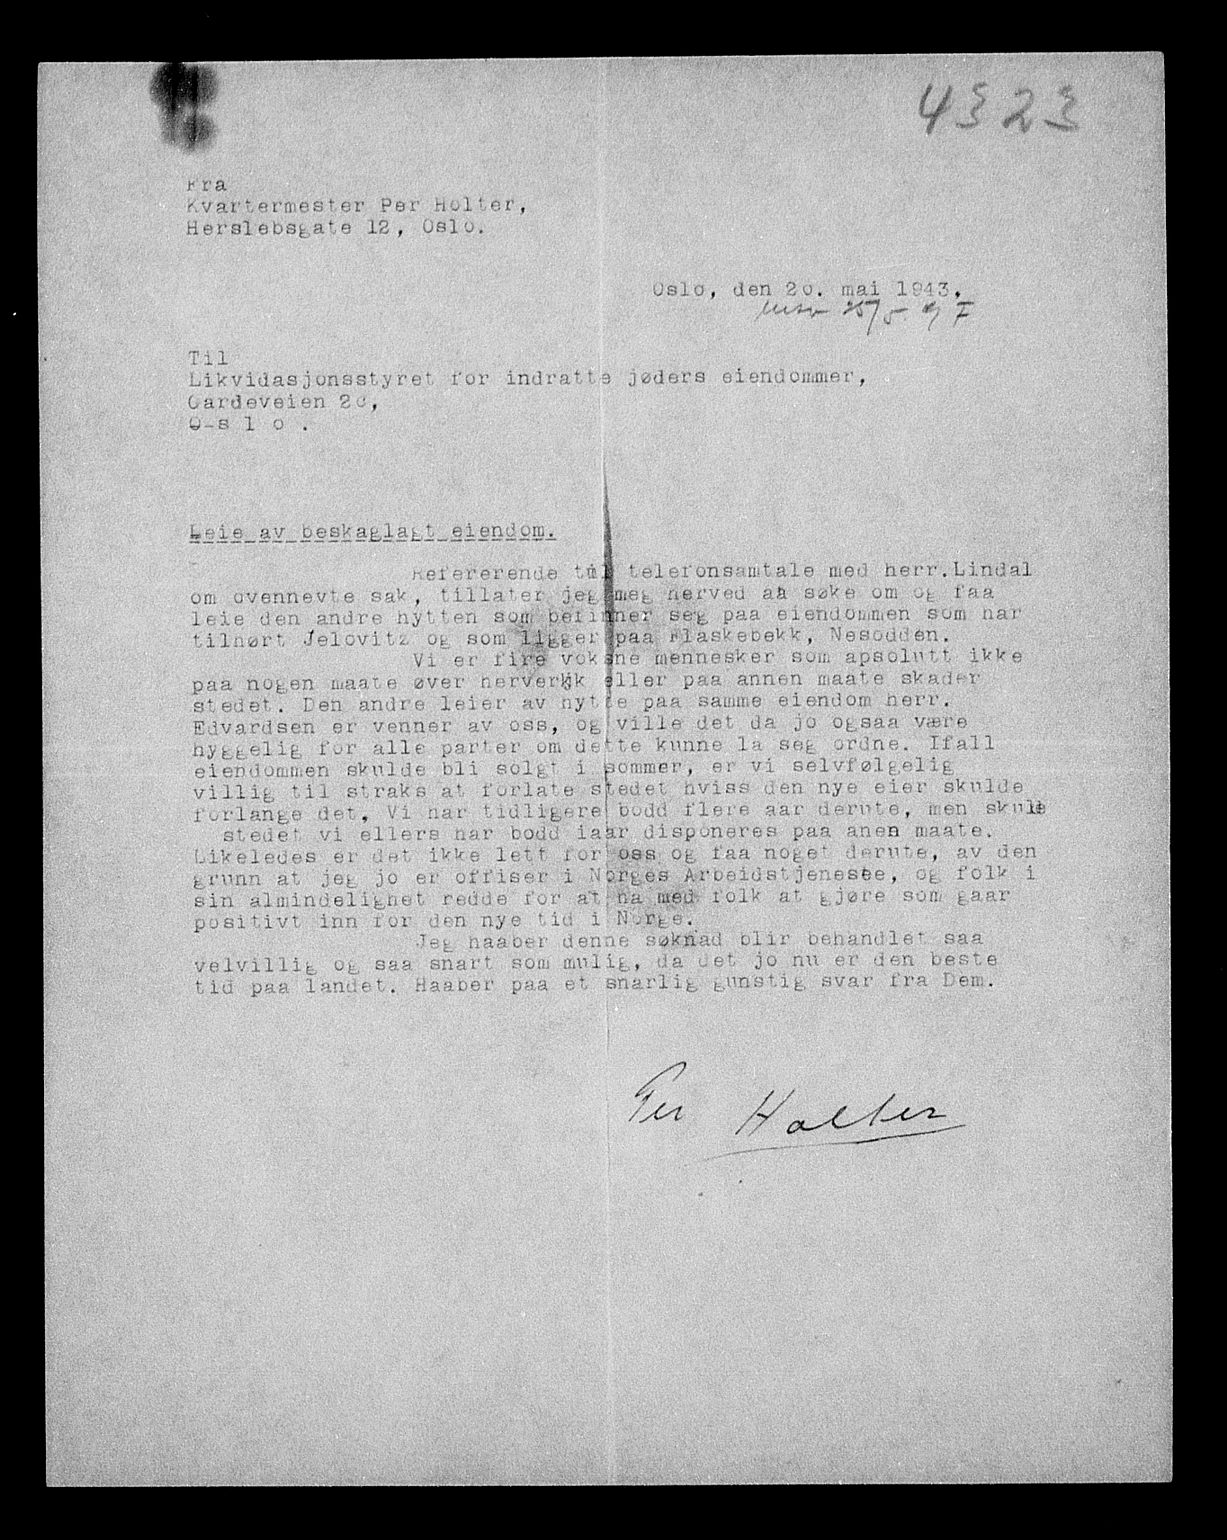 4323
Fra
Kvartermester Per Holter,
Herslebsgate 12, Oslo.
Oslo, den 20. mai 1943.
25/5.
Til
Likvidasjonsstyret for indratte jøders eiendommer,
Gardeveien 2c,
O s l o .
Leie av beskaglagt eiendom.
Refererende til telefonsamtale med herr.Lindal
om ovennevte sak, tillater jeg meg herved aa søke om og faa
leie den andre hytten som befinner seg paa eiendommen som har
tilhørt Jelovitz og som ligger paa Flaskebekk, Nesodden.
Vi er fire voksne mennesker som apsolutt ikke
paa nogen maate øver herverkjk eller paa annen maate skader
stedet. Den andre leier av hytte paa samme eiendom herr.
Edvardsen er venner av oss, og ville det da jo ogsaa være
hyggelig for alle parter om dette kunne la seg ordne. Ifall
eiendommen skulde bli solgt i sommer, er vi selvfølgelig
villig til straks at forlate stedet hviss den nye eier skulde
forlange det. Vi har tidligere bodd flere aar derute, men skule
stedet vi ellers har bodd iaar disponeres paa anen maate.
Likeledes er det ikke lett for oss og faa noget derute, av den
grunn at jeg jo er offiser i Norges Arbeidstjeneste, og folk i
sin almindelighet redde for at ha med folk at gjøre som gaar
positivt inn for den nye tid i Norge.
Jeg haaber denne søknad blir behandlet saa
velvillig og saa snart som mulig, da det jo nu er den beste
tid paa landet. Haaber paa et snarlig gunstig svar fra Dem.
Per Holter